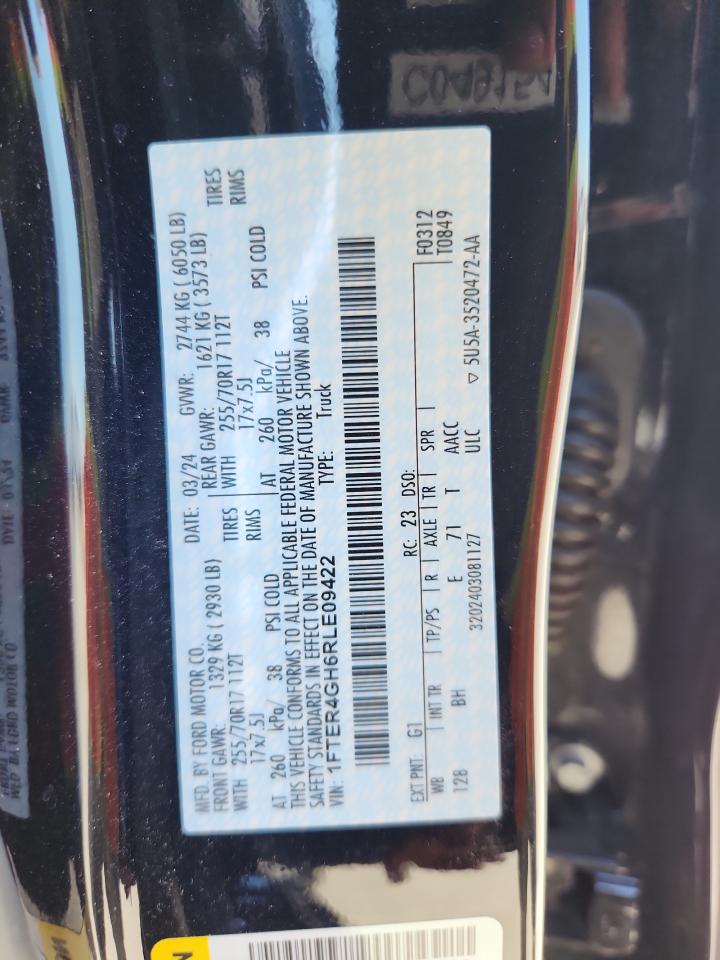 MFD. BY FORD MOTOR CO.
DATE: 03/24 GVWR: 2744 KG ( 6050 LB)
FRONT GAWR: 1329 KG ( 2930 LB) REAR GAWR: 1621 KG ( 3573 LB)
WITH 255/70R17 112T TIRES WITH 255/70R17 112T TIRES
17x7.5J RIMS 17x7.5J RIMS
AT 260 kPa/ 38 PSI COLD AT 260 kPa/ 38 PSI COLD
THIS VEHICLE CONFORMS TO ALL APPLICABLE FEDERAL MOTOR VEHICLE
SAFETY STANDARDS IN EFFECT ON THE DATE OF MANUFACTURE SHOWN ABOVE.
VIN: 1FTER4GH6RLE09422 TYPE: Truck
EXT PNT: G1 RC: 23 DSO: F0312
WB INT TR TP/PS R AXLE TR SPR T0849
128 BH E 71 T AACC
3202403081127 ULC ▽ 5U5A-3520472-AA